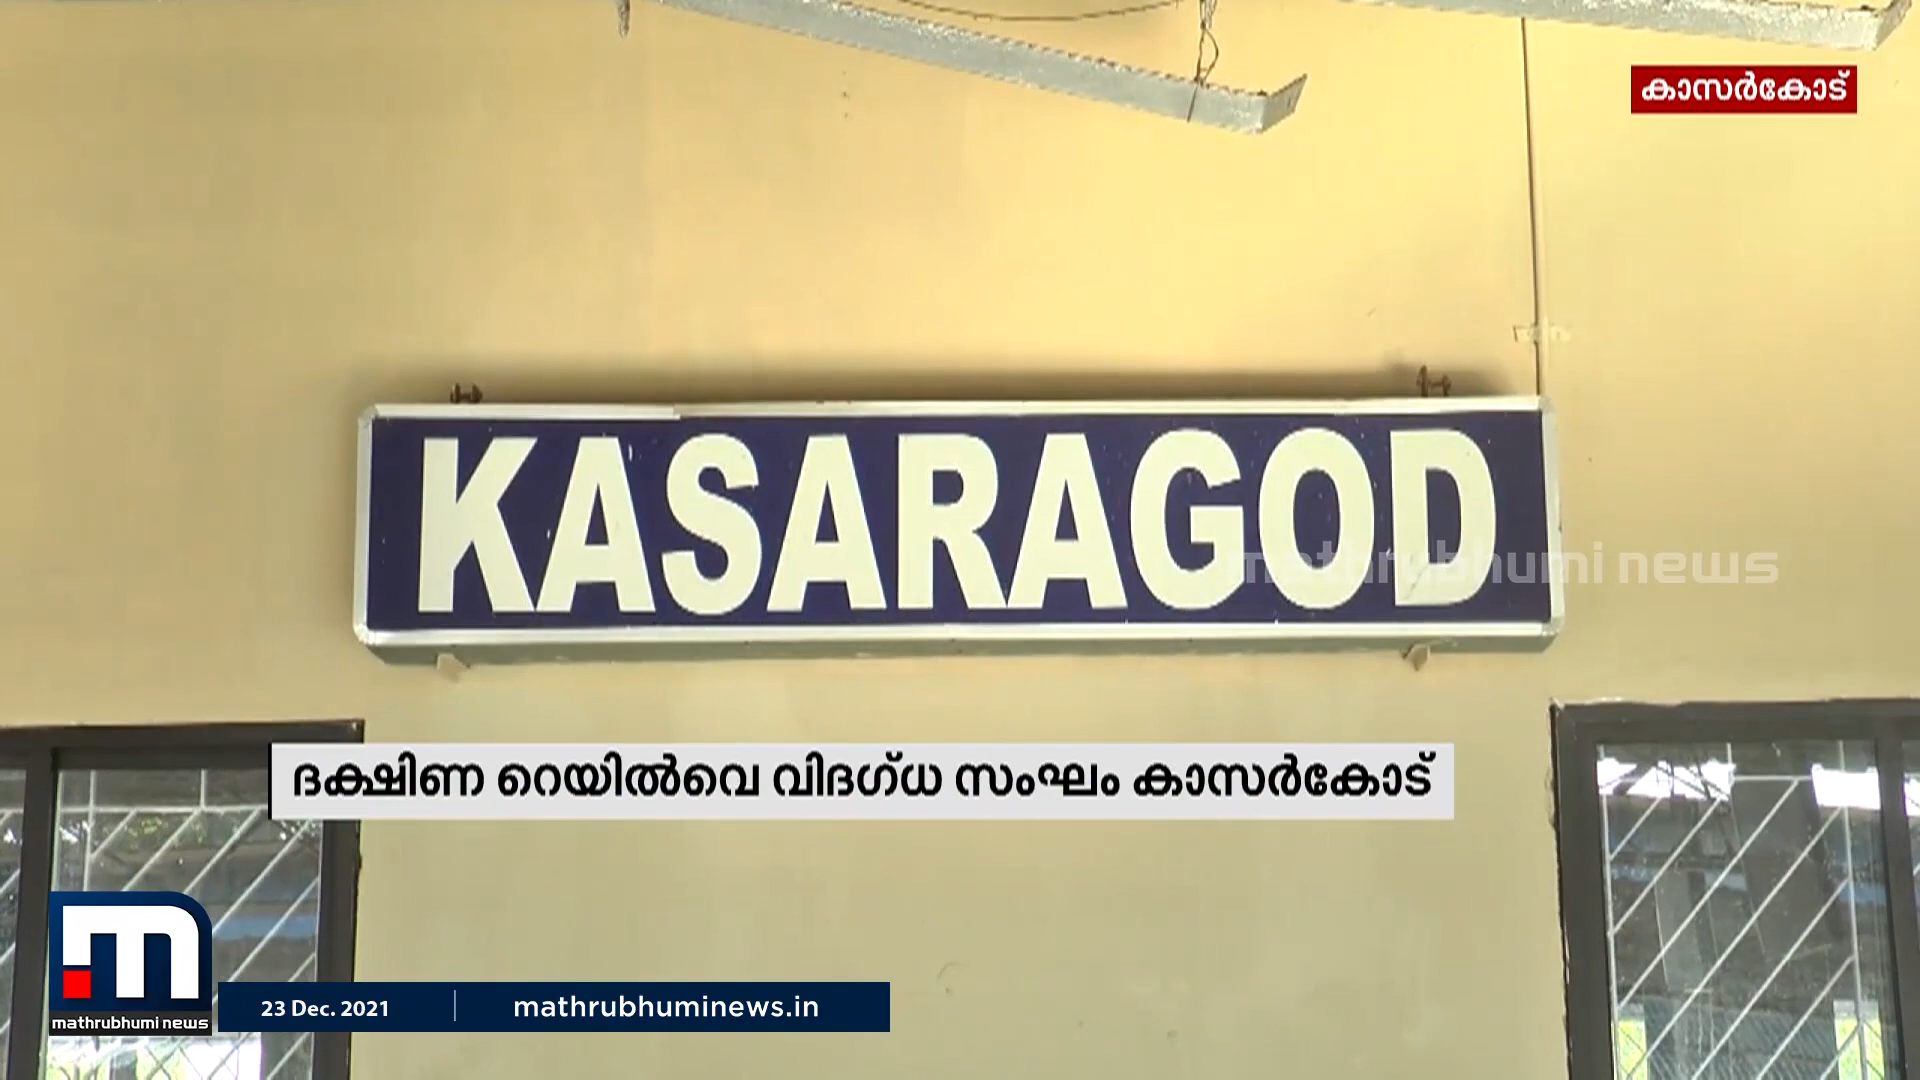 കാസർകോട്
KASARAGOD
mathrubhumi news
ദക്ഷിണ റെയിൽവെ വിദഗ്ധ സംഘം കാസർകോട്
mathrubhumi news
23 Dec. 2021
mathrubhuminews.in